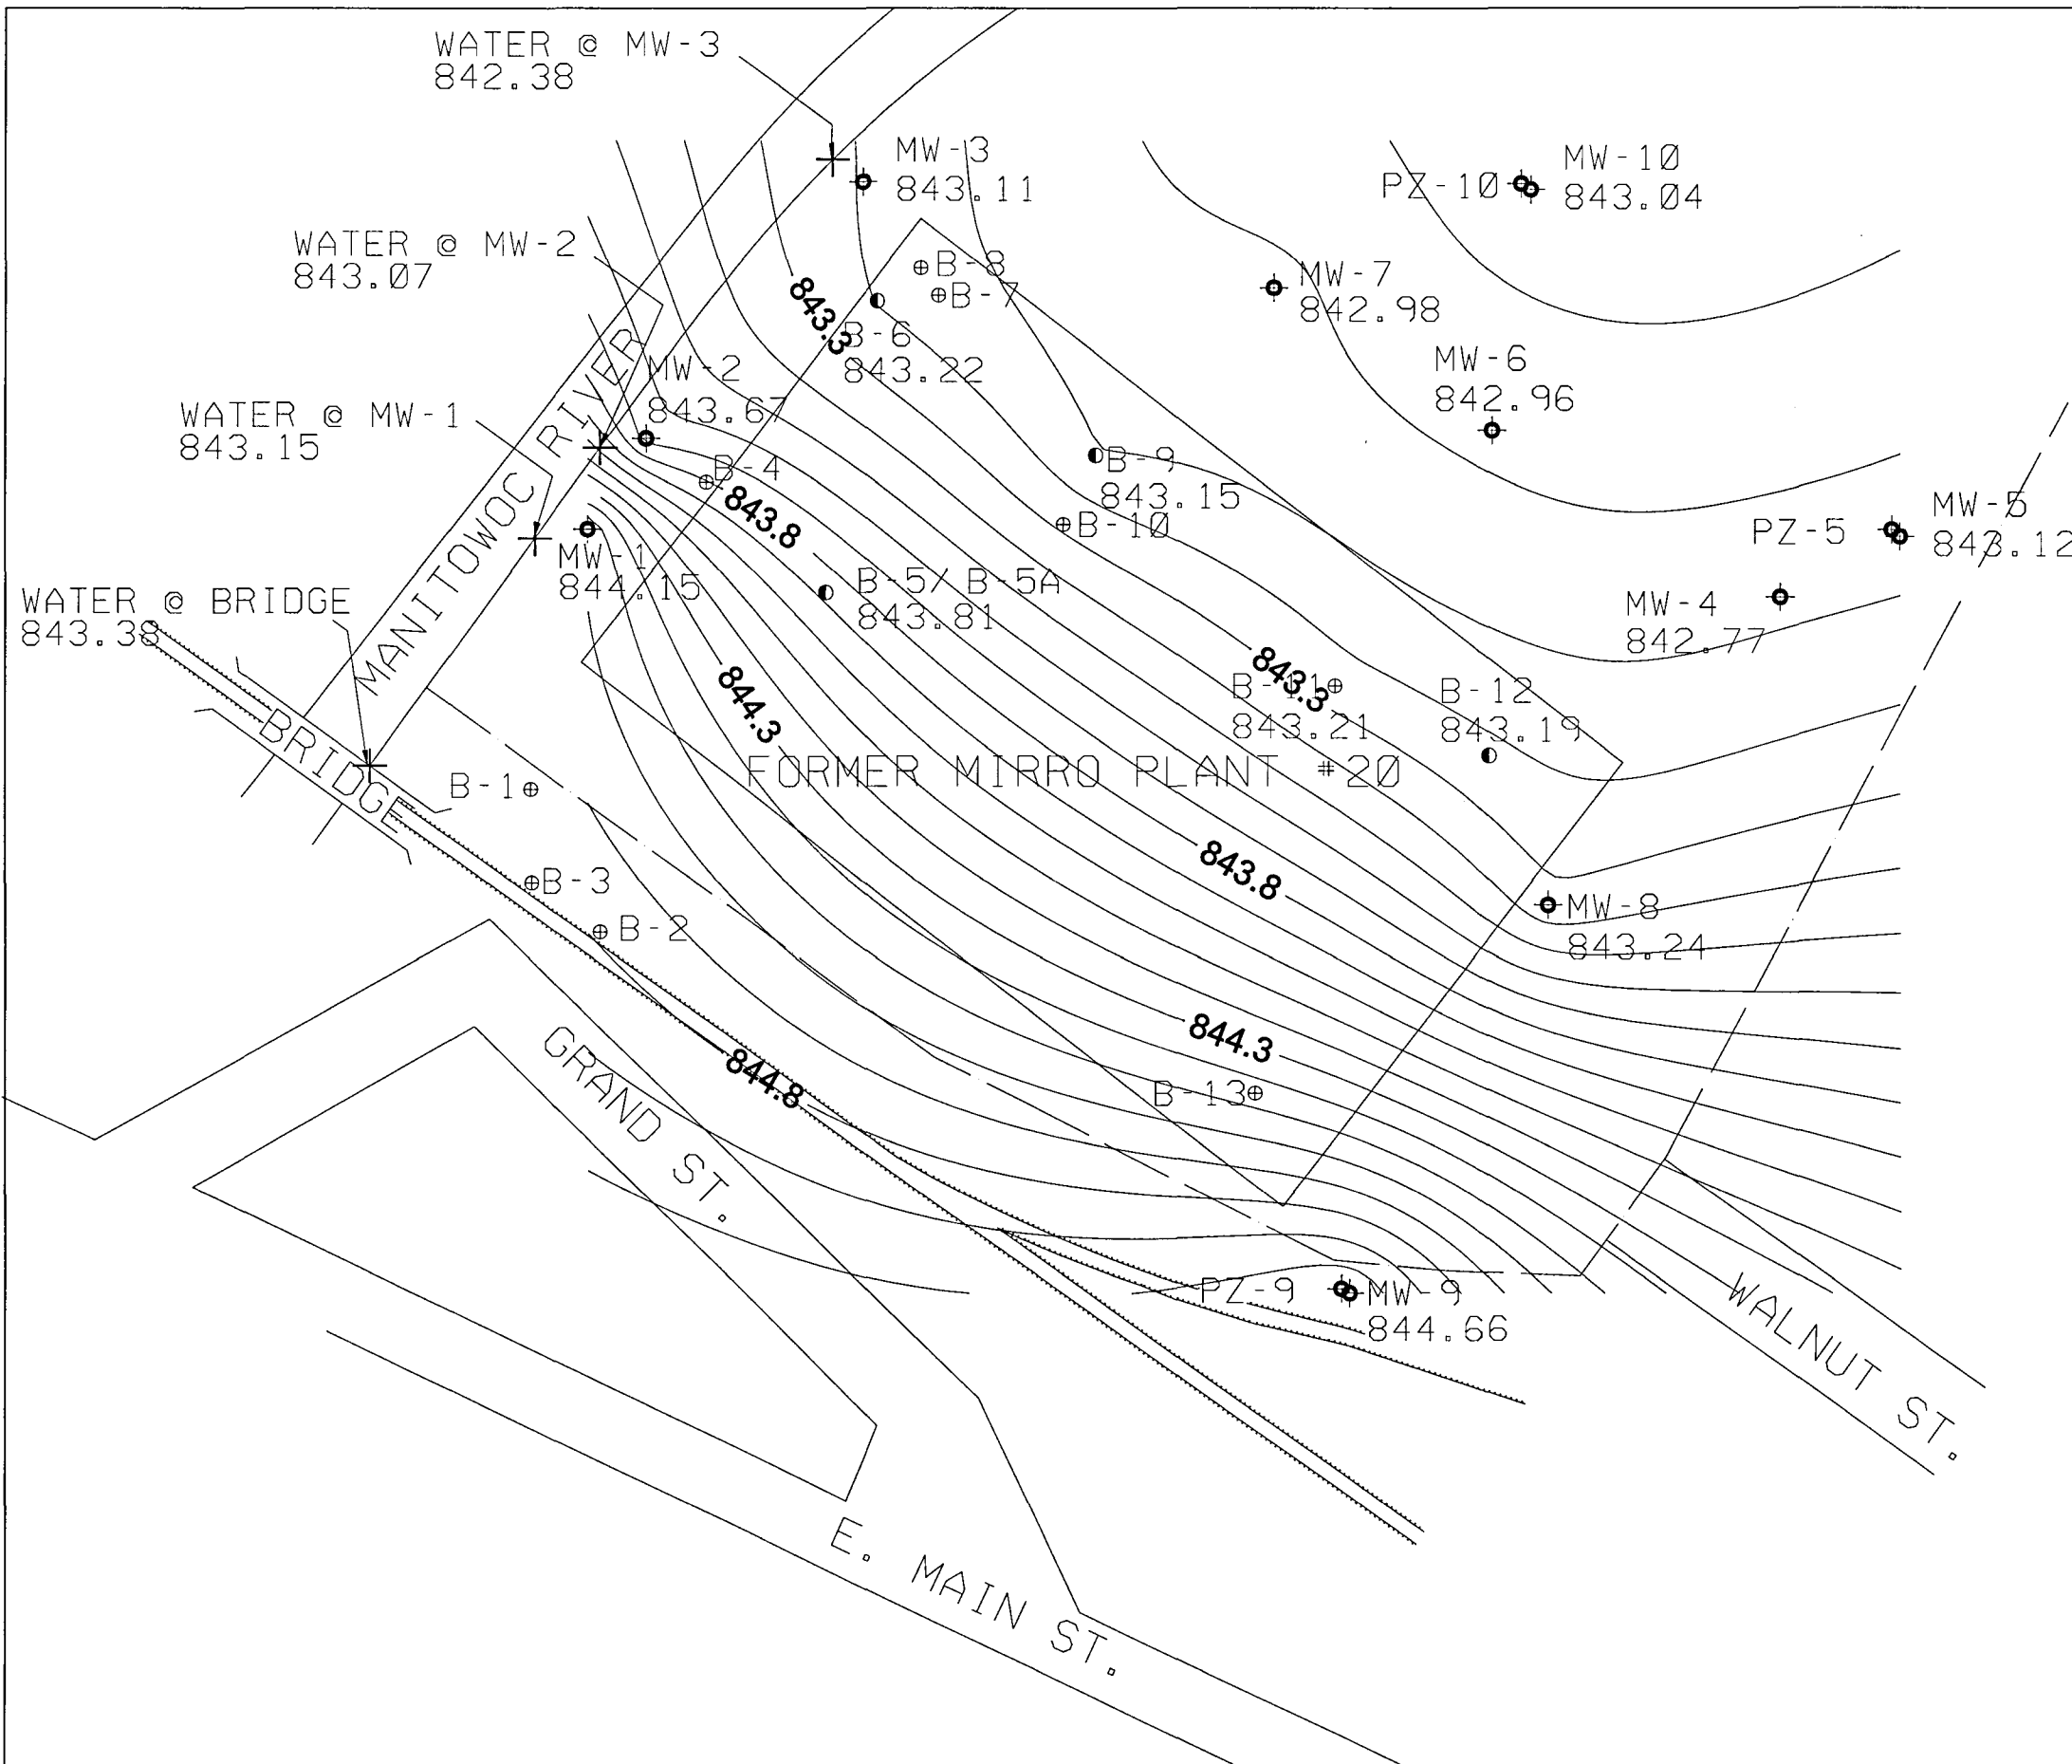 WATER @ MW-3
842.38
MW-3
843.11
MW-10
843.04
PZ-10
WATER @ MW-2
843.07
B-8
B-7
MW-7
842.98
843.3
B-6
843.22
MW-2
843.67
MW-6
842.96
WATER @ MW-1
843.15
MANITOWOC RIVER
B-4
843.8
B-9
843.15
B-10
MW-5
843.12
PZ-5
MW-1
844.15
B-5/ B-5A
843.81
MW-4
842.77
WATER @ BRIDGE
843.38
844.3
843.3
B-11
843.21
B-12
843.19
BRIDGE
FORMER MIRRO PLANT #20
B-1
B-3
B-2
843.8
MW-8
843.24
GRAND ST.
844.8
844.3
B-13
PZ-9
MW-9
844.66
WALNUT ST.
E. MAIN ST.